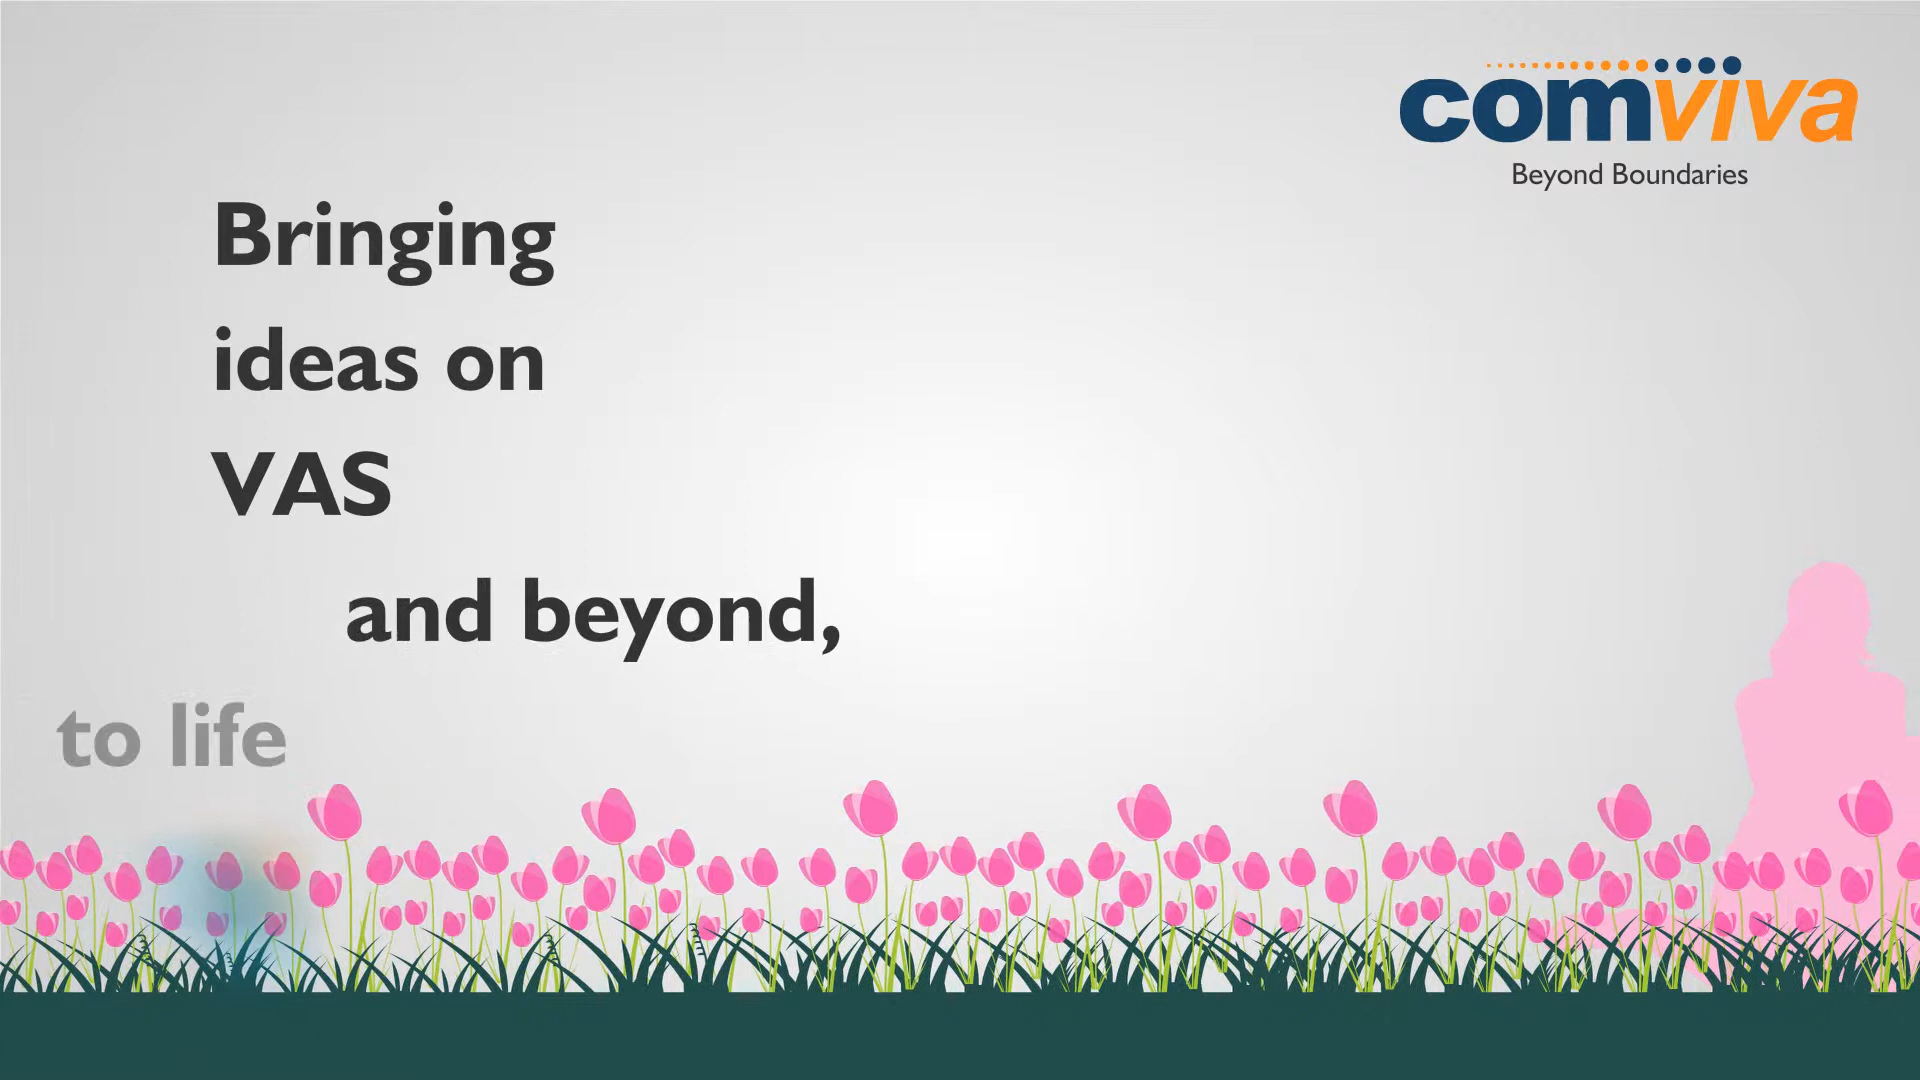 comviva
Beyond Boundaries
Bringing
ideas on
VAS
and beyond,
to life